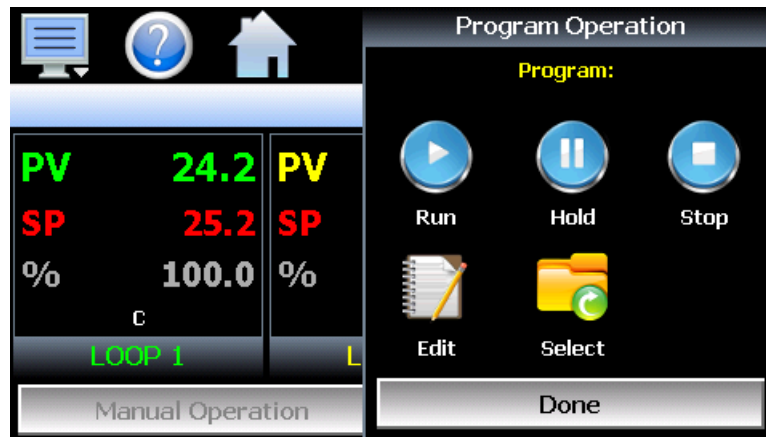 ?
Program Operation
Program:
PV 24.2 PV
SP 25.2 SP
% 100.0 %
C
LOOP 1 L
Manual Operation
Run Hold Stop
Edit Select
Done